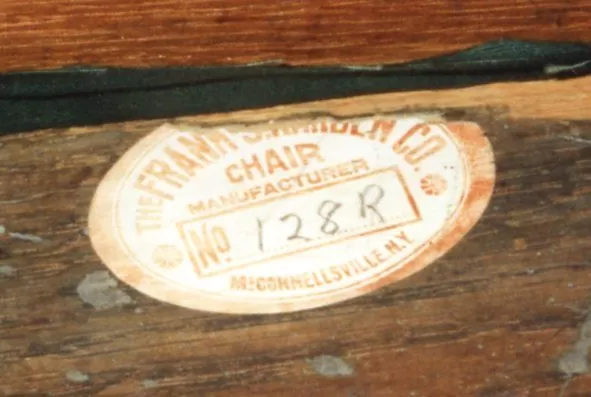 THE FRANK S. HARDEN CO.
CHAIR
MANUFACTURER
No 128R
McCONNELLSVILLE. N.Y.